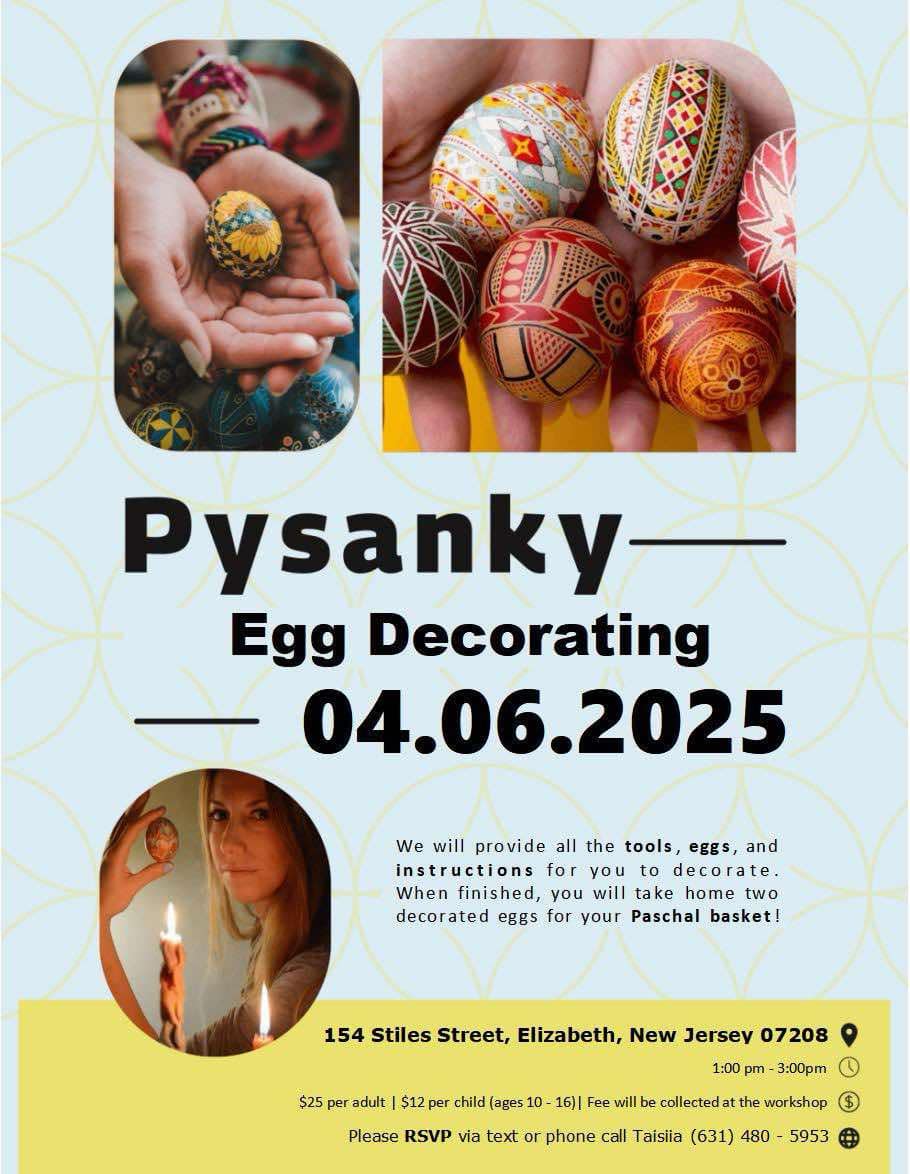 Pysanky
Egg Decorating
04.06.2025
We will provide all the tools, eggs, and
instructions for you to decorate.
When finished, you will take home two
decorated eggs for your Paschal basket!
154 Stiles Street, Elizabeth, New Jersey 07208
1:00 pm - 3:00pm
$25 per adult | $12 per child (ages 10 - 16)| Fee will be collected at the workshop
Please RSVP via text or phone call Taisiia (631) 480 - 5953